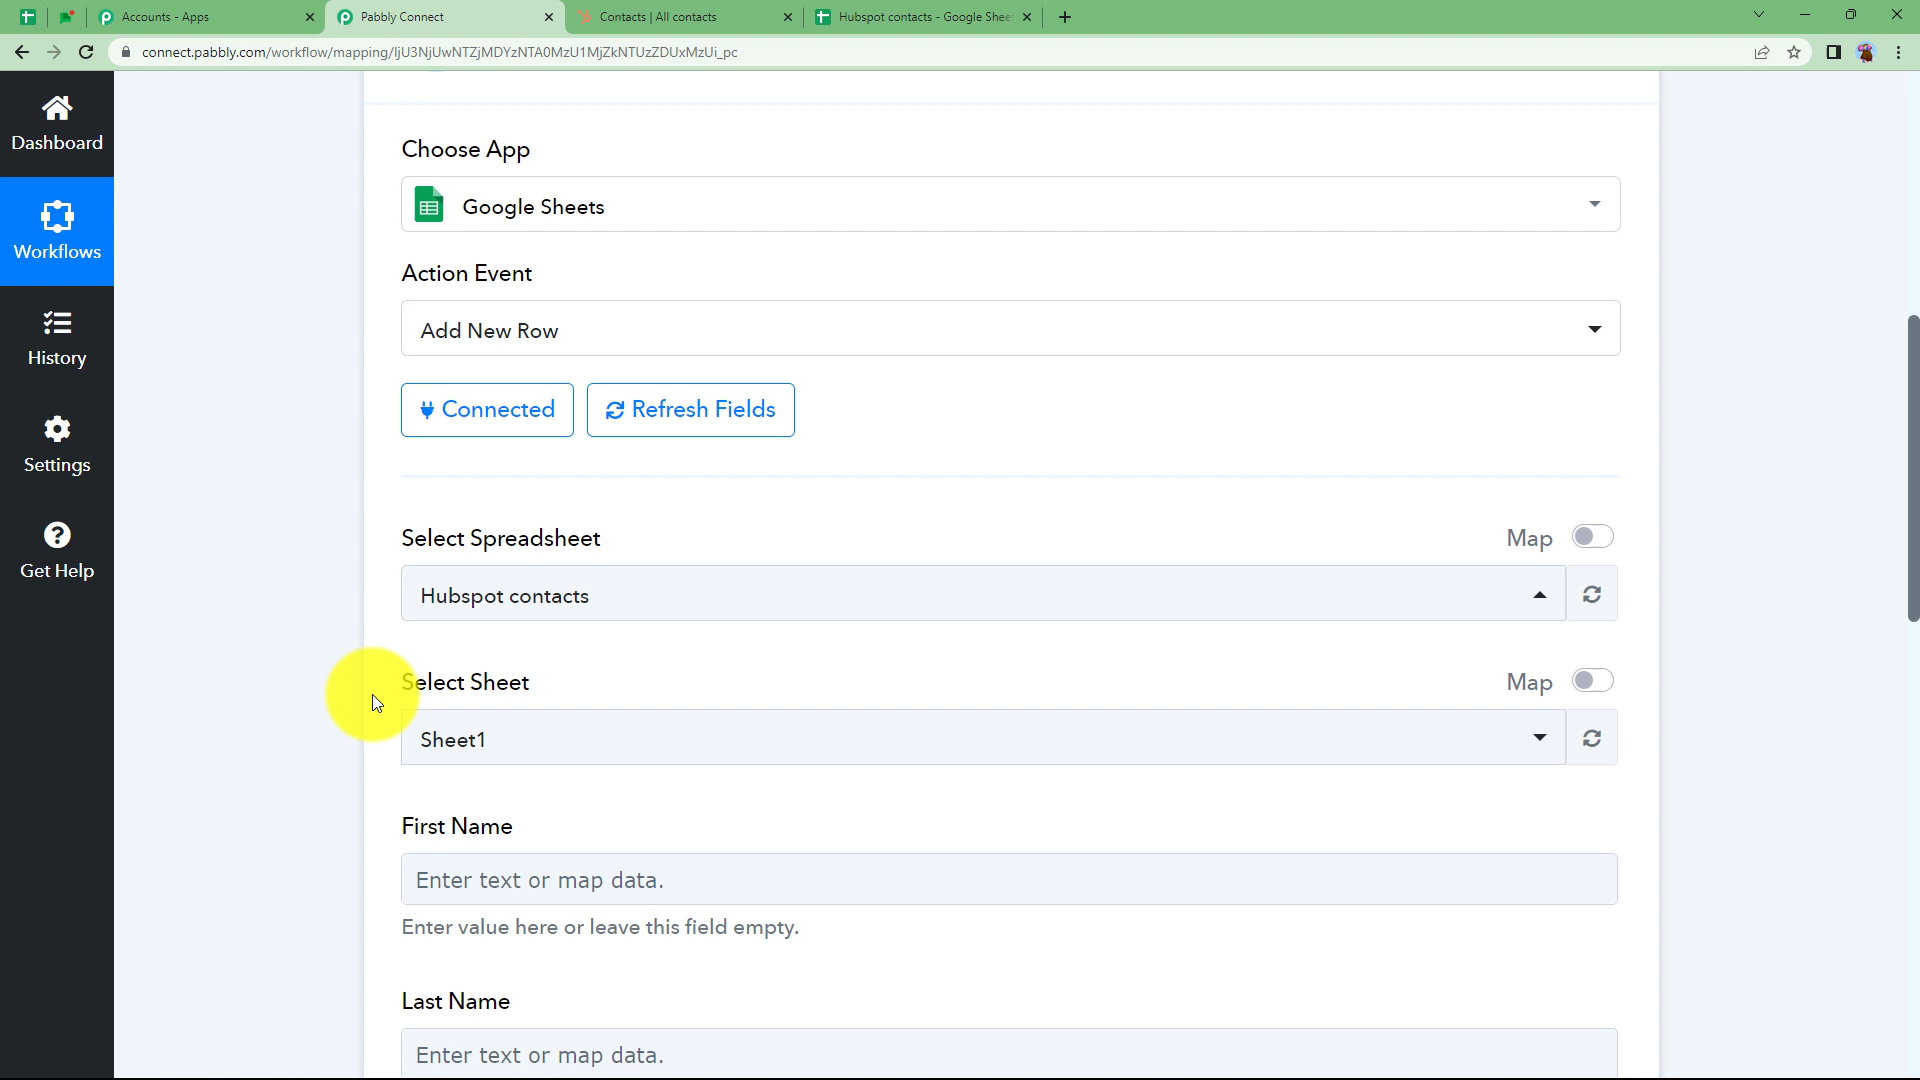 Accounts - Apps
Pabbly Connect
Contacts | All contacts
Hubspot contacts - Google Shee
connect.pabbly.com/workflow/mapping/IjU3NjUwNTZjMDYzNTA0MzU1MjZkNTUzZDUxMzUi_pc
Dashboard
Workflows
History
Settings
Get Help
Choose App
Google Sheets
Action Event
Add New Row
Connected
Refresh Fields
Select Spreadsheet
Map
Hubspot contacts
Select Sheet
Map
Sheet1
First Name
Enter text or map data.
Enter value here or leave this field empty.
Last Name
Enter text or map data.